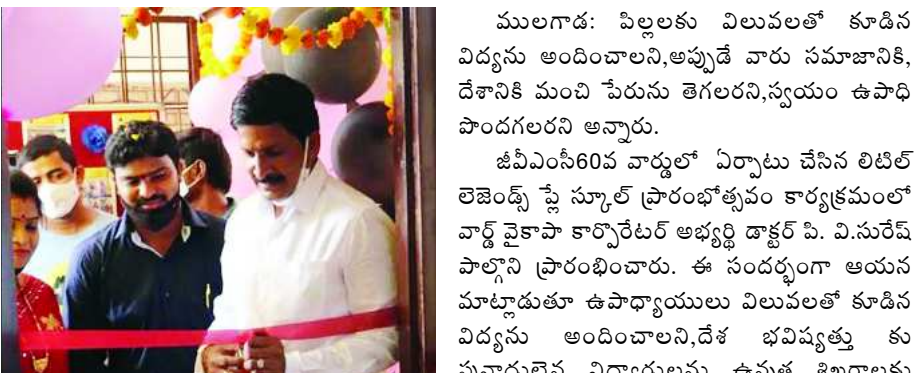 ములగాడ: పిల్లలకు విలువలతో కూడిన
విద్యను అందించాలని,అప్పుడే వారు సమాజానికి,
దేశానికి మంచి పేరును తెగలరని,స్వయం ఉపాధి
పొందగలరని అన్నారు.
జీవీఎంసీ60వ వార్డులో ఏర్పాటు చేసిన లిటిల్
లెజెండ్స్ ప్లే స్కూల్ ప్రారంభోత్సవం కార్యక్రమంలో
వార్డ్ వైకాపా కార్పొరేటర్ అభ్యర్థి డాక్టర్ పి. వి.సురేష్
పాల్గొని ప్రారంభించారు. ఈ సందర్భంగా ఆయన
మాట్లాడుతూ ఉపాధ్యాయులు విలువలతో కూడిన
విద్యను అందించాలని,దేశ భవిష్యత్తు కు